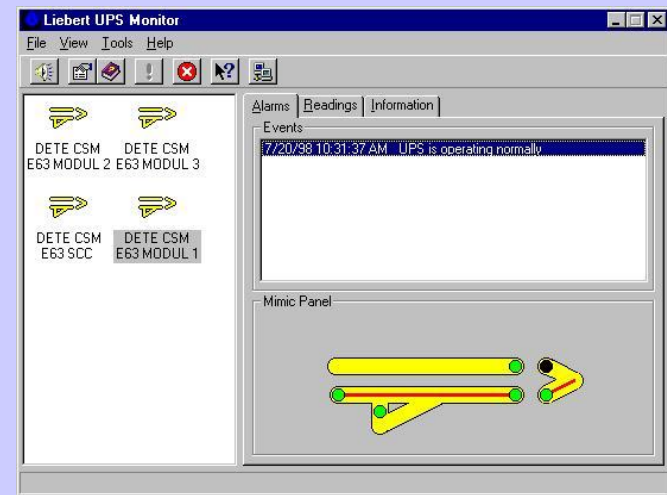 Liebert UPS Monitor
File View Tools Help
Alarms Readings Information
Events
7/20/98 10:31:37 AM UPS is operating normally
DETE CSM
E63 MODUL 2
DETE CSM
E63 MODUL 3
DETE CSM
E63 SCC
DETE CSM
E63 MODUL 1
Mimic Panel